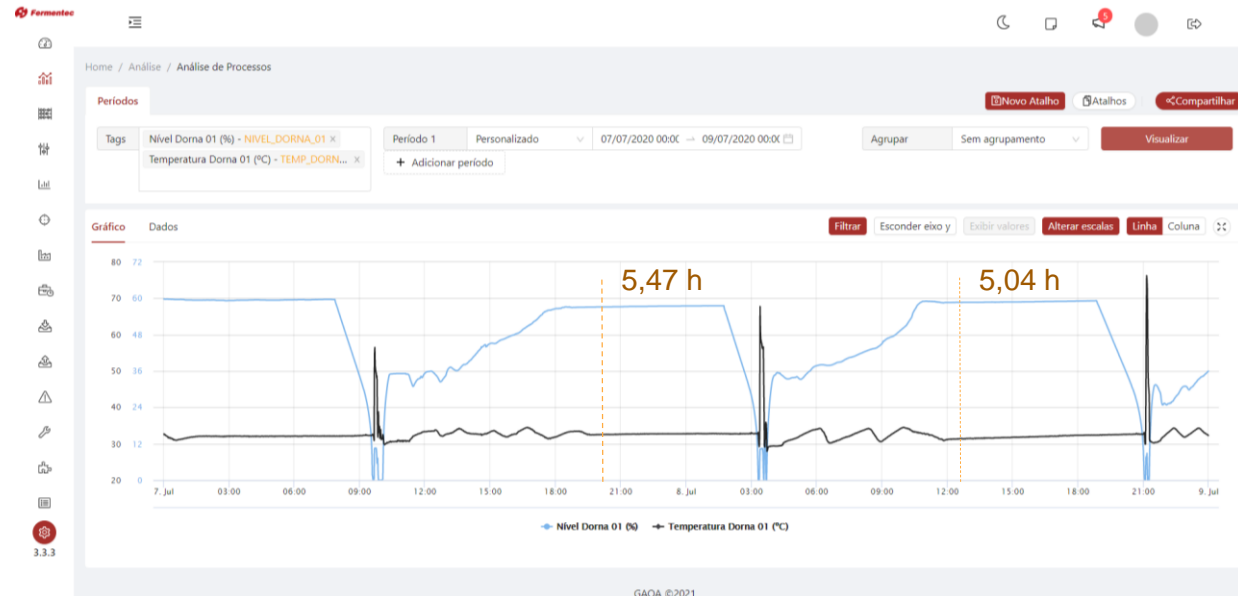 Fermentec
5
Home / Análise / Análise de Processos
Períodos
Novo Atalho
Atalhos
Compartilhar
Tags
Nível Dorna 01 (%) - NIVEL_DORNA_01 ×
Temperatura Dorna 01 (ºC) - TEMP_DORN... ×
Período 1
Personalizado
07/07/2020 00:0( → 09/07/2020 00:0(
+ Adicionar período
Agrupar
Sem agrupamento
Visualizar
Gráfico
Dados
Filtrar
Esconder eixo y
Exibir valores
Alterar escalas
Linha
Coluna
80 72
70 60
60 48
50 36
40 24
30 12
20 0
5,47 h
5,04 h
7. Jul 03:00 06:00 09:00 12:00 15:00 18:00 21:00 8. Jul 03:00 06:00 09:00 12:00 15:00 18:00 21:00 9. Jul
Nível Dorna 01 (%) Temperatura Dorna 01 (ºC)
3.3.3
GAOA ©2021